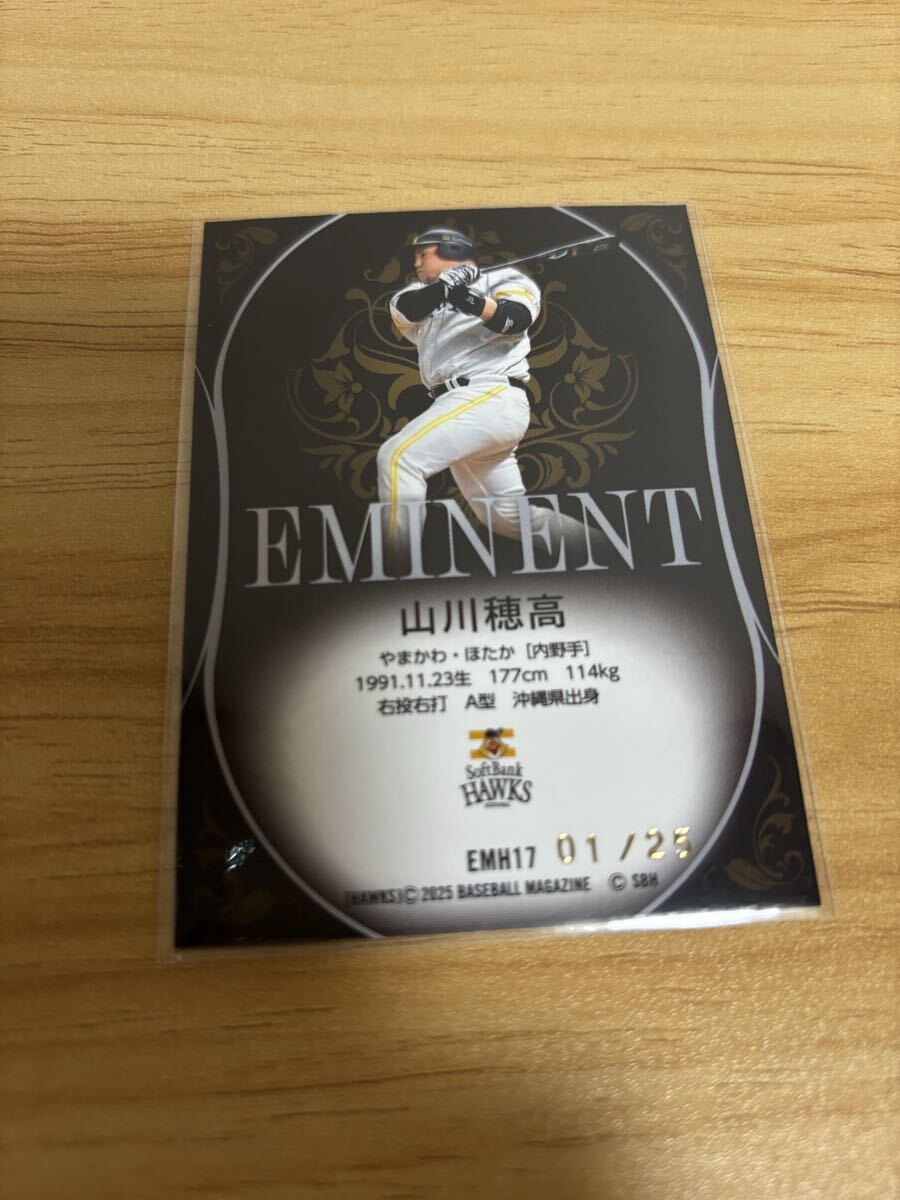 EMINENT
山川穂高
やまかわ・ほたか [内野手]
1991.11.23生 177cm 114kg
右投右打 A型 沖縄県出身
SoftBank
HAWKS
EMH17 01/25
(HAWKS)© 2025 BASEBALL MAGAZINE © SBH